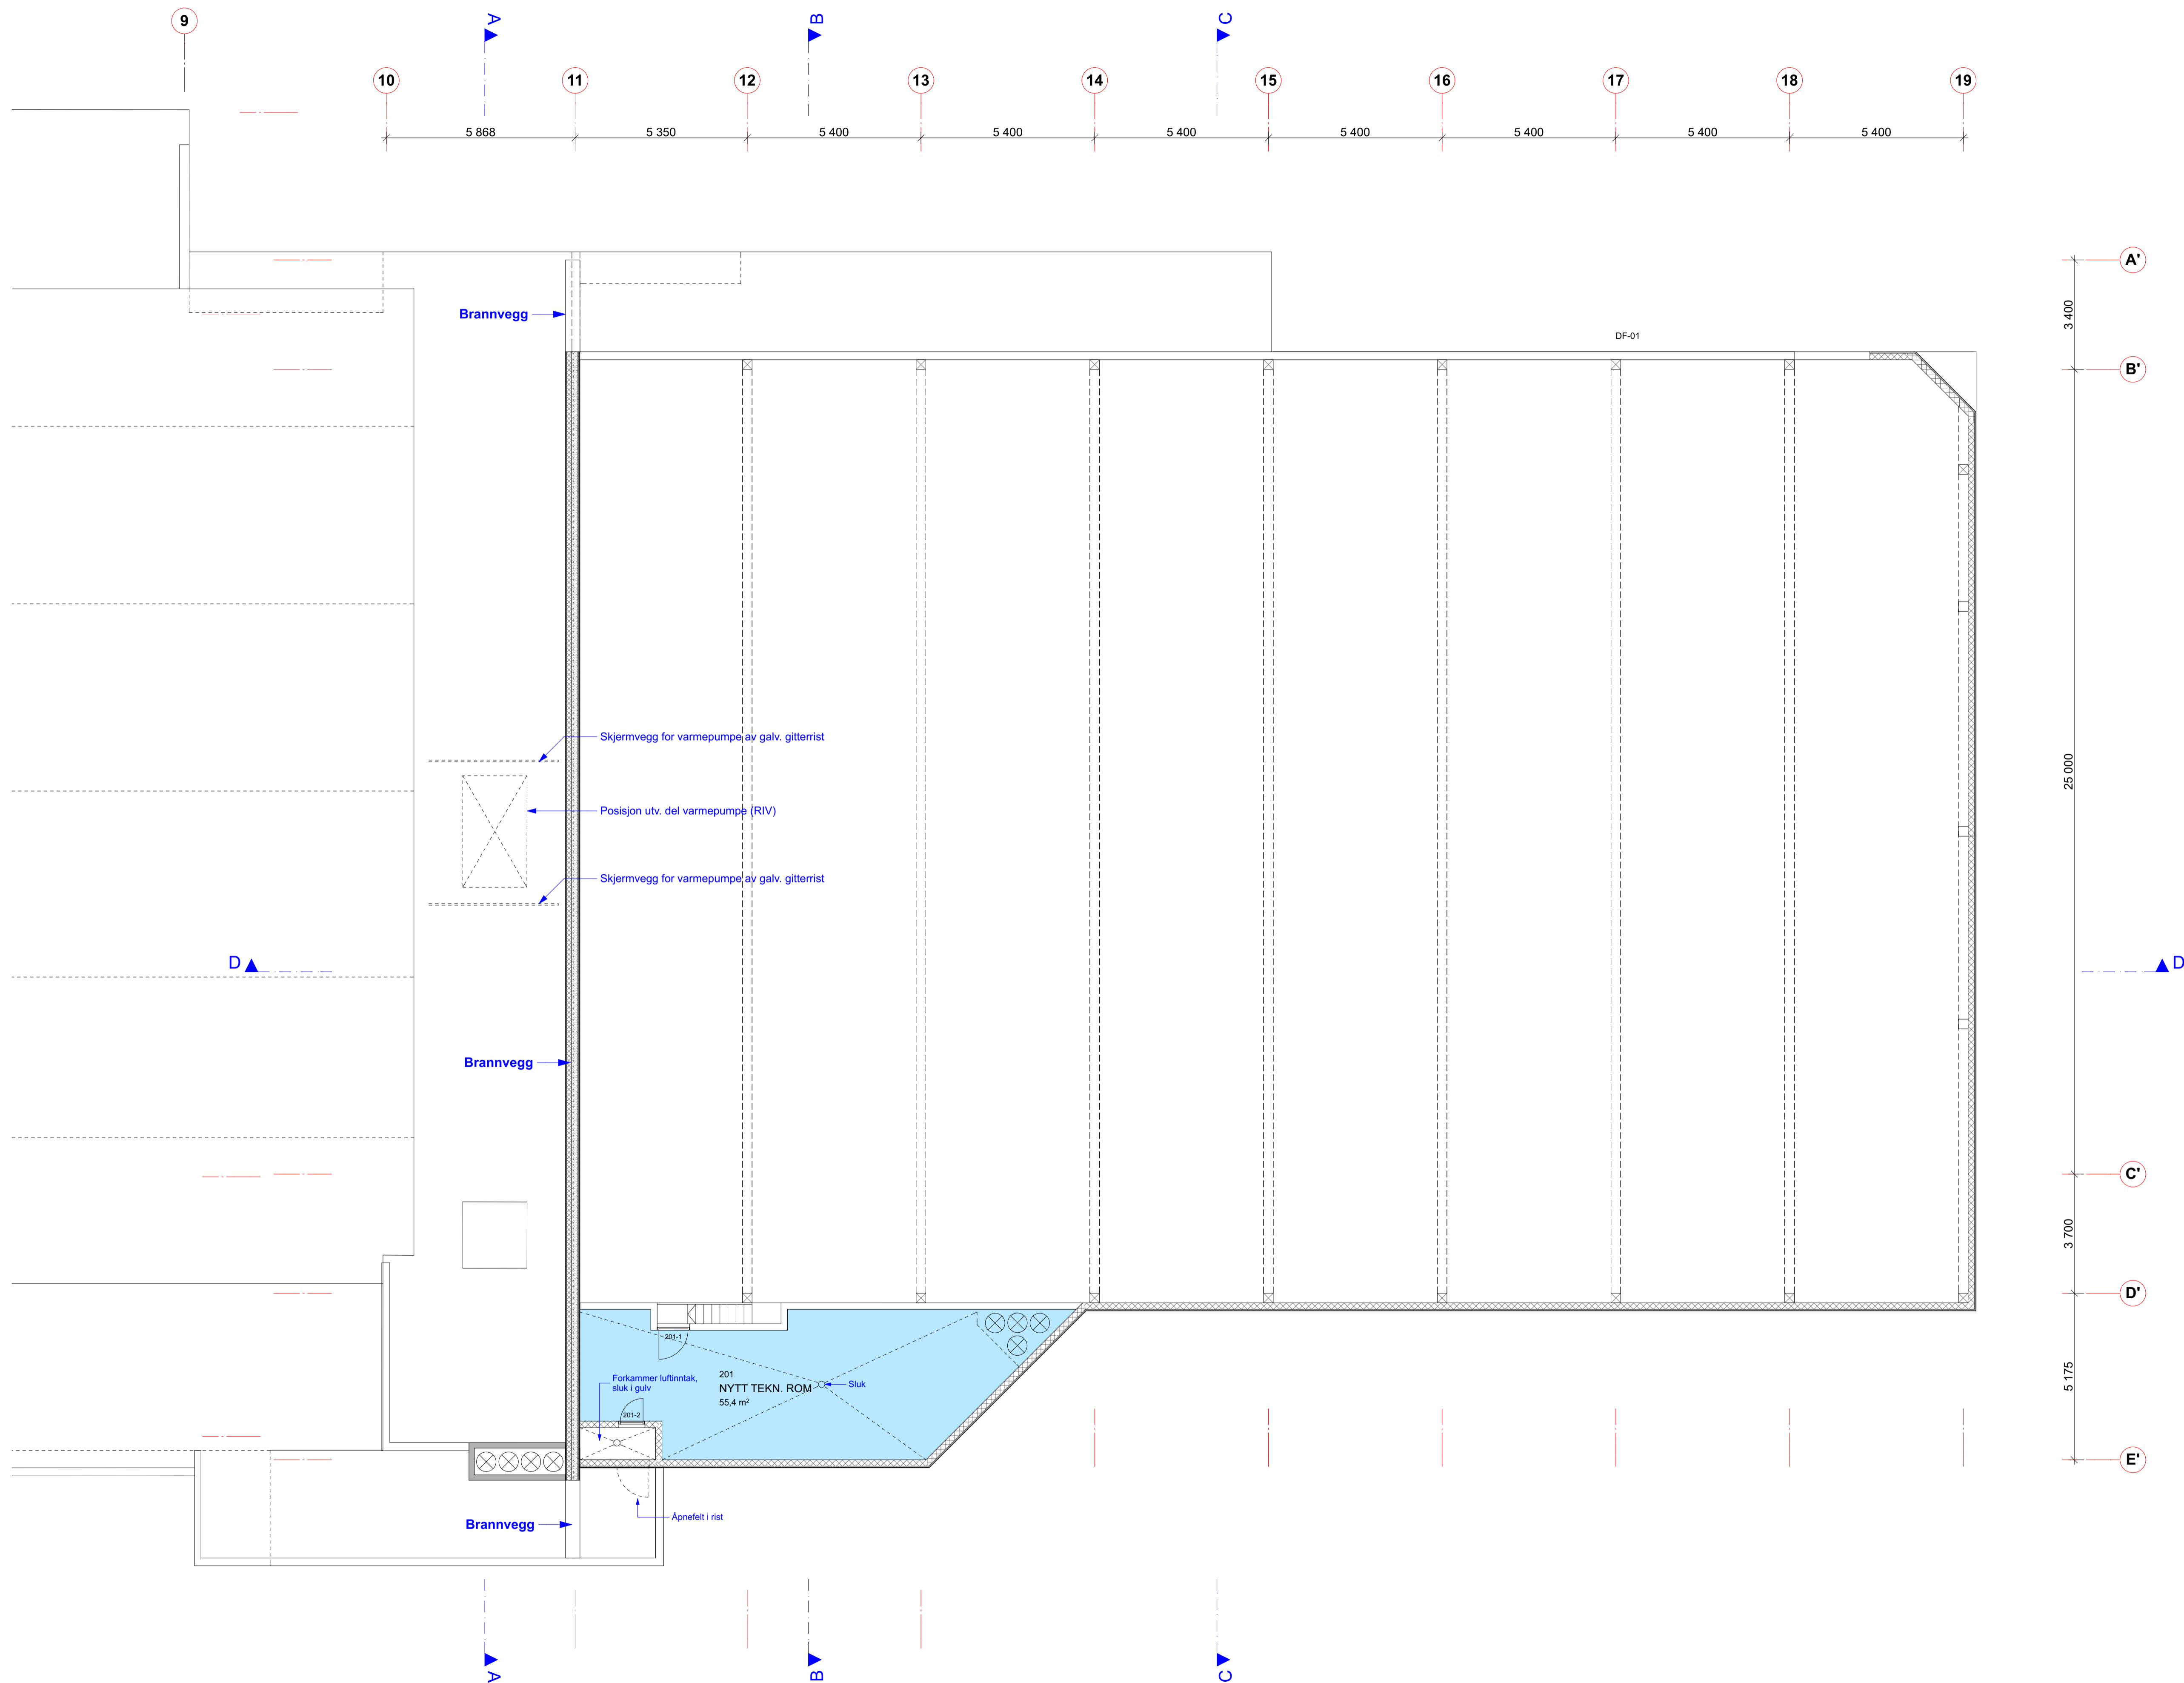 9
A
B
C
10
11
12
13
14
15
16
17
18
19
5 868
5 350
5 400
5 400
5 400
5 400
5 400
5 400
5 400
A'
3 400
Brannvegg
DF-01
B'
Skjermvegg for varmepumpe av galv. gitterrist
25 000
Posisjon utv. del varmepumpe (RIV)
Skjermvegg for varmepumpe av galv. gitterrist
D
D
Brannvegg
C'
3 700
D'
201-1
5 175
Forkammer luftinntak,
sluk i gulv
201
NYTT TEKN. ROM
55,4 m²
Sluk
201-2
E'
Åpnefelt i rist
Brannvegg
A
B
C